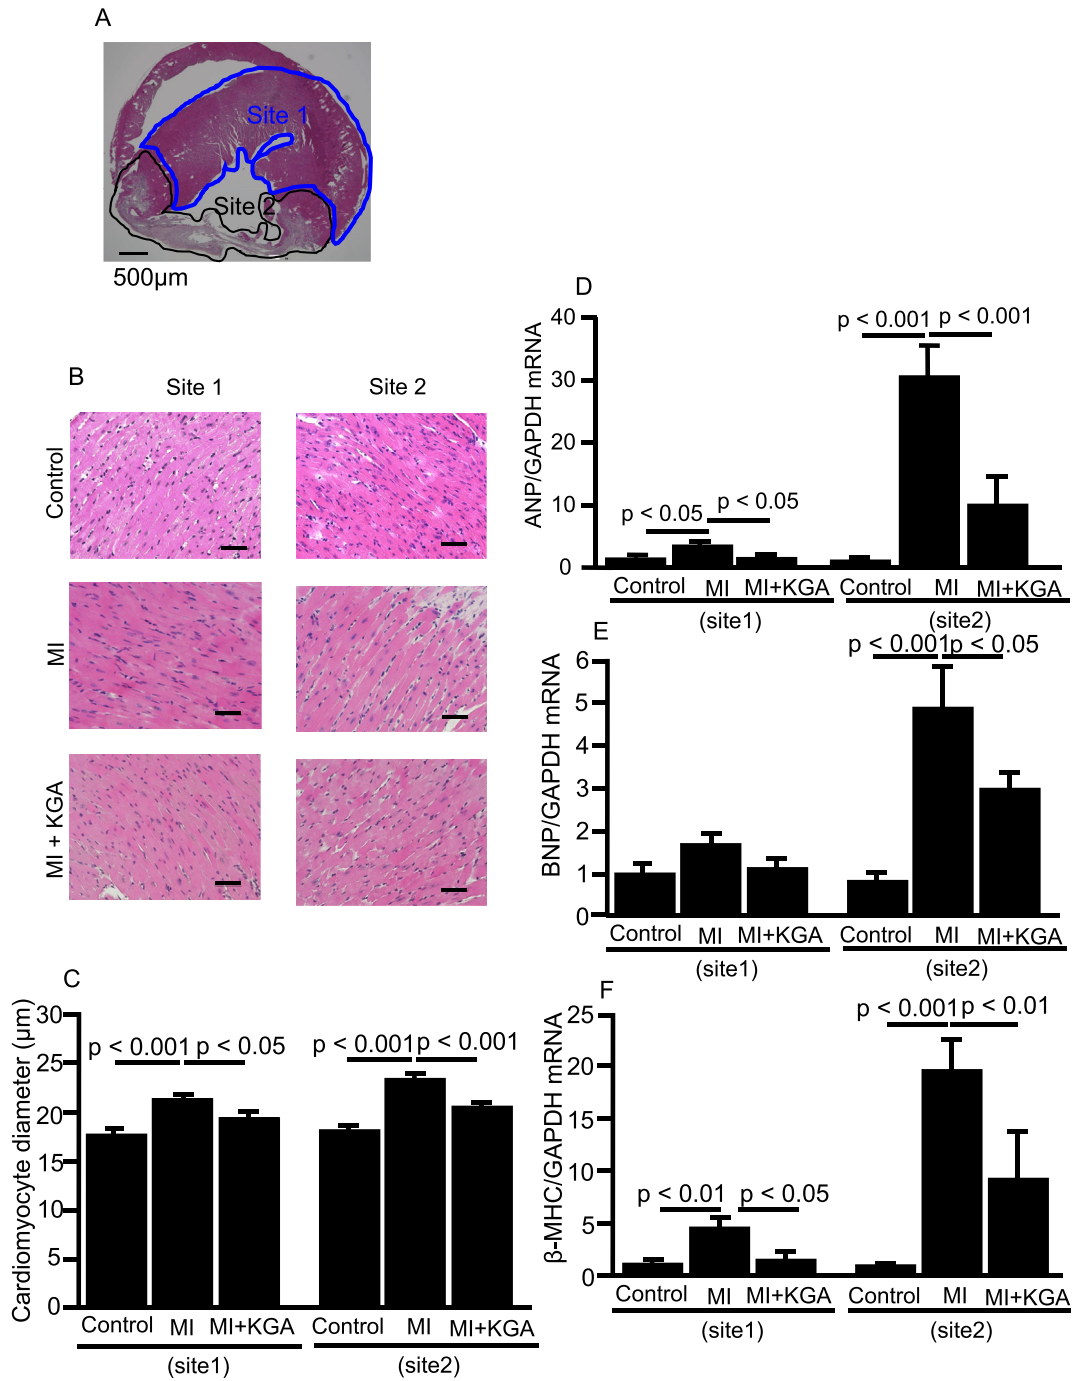 A
Site 1
Site 2
500µm
B
Site 1
Site 2
Control
MI
MI + KGA
C
Cardiomyocyte diameter (µm)
30
25
20
15
10
5
0
p < 0.001
p < 0.05
p < 0.001
p < 0.001
Control
MI
MI+KGA
Control
MI
MI+KGA
(site1)
(site2)
D
ANP/GAPDH mRNA
40
30
20
10
0
p < 0.05
p < 0.05
p < 0.001
p < 0.001
Control
MI
MI+KGA
Control
MI
MI+KGA
(site1)
(site2)
E
BNP/GAPDH mRNA
6
5
4
3
2
1
0
p < 0.001
p < 0.05
Control
MI
MI+KGA
Control
MI
MI+KGA
(site1)
(site2)
F
β-MHC/GAPDH mRNA
25
20
15
10
5
0
p < 0.01
p < 0.05
p < 0.001
p < 0.01
Control
MI
MI+KGA
Control
MI
MI+KGA
(site1)
(site2)